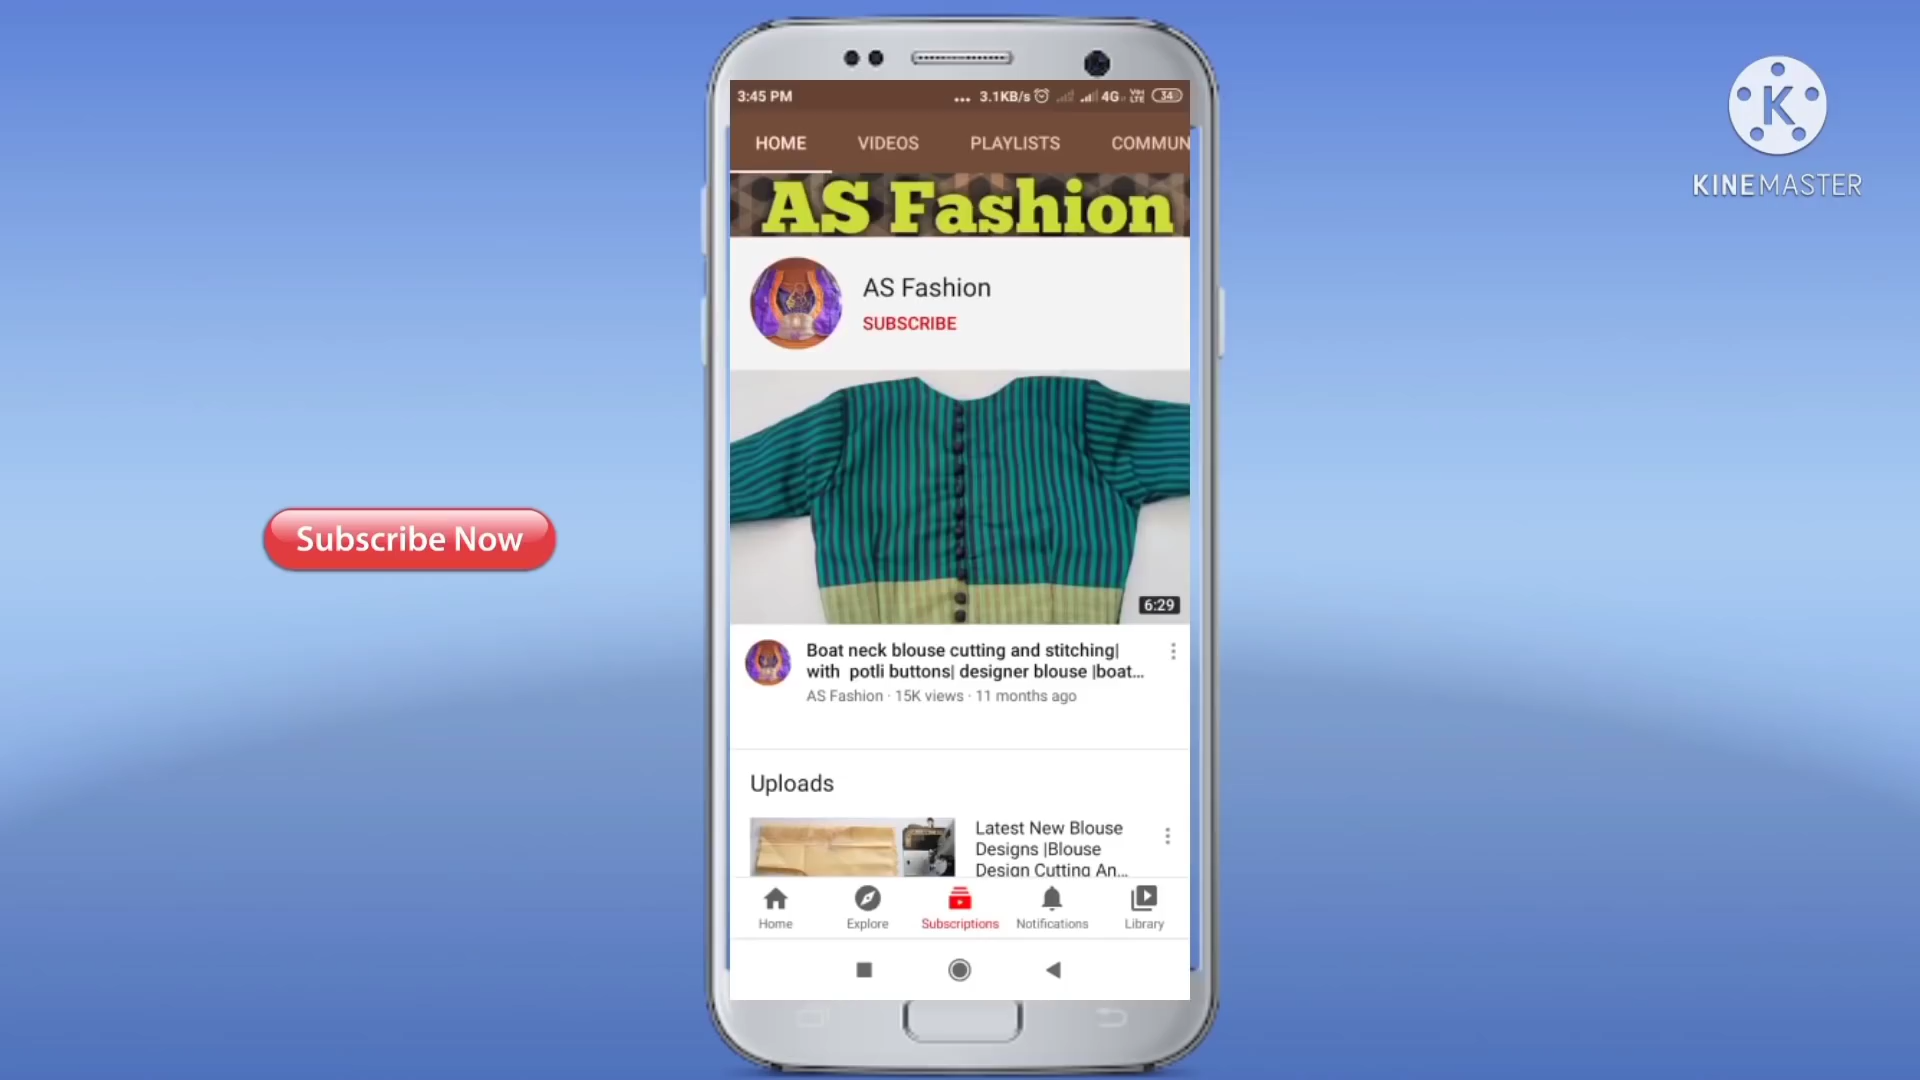 3:45 PM
... 3.1KB/s 4G VoLTE 34
HOME VIDEOS PLAYLISTS COMMUN
AS Fashion
AS Fashion
SUBSCRIBE
6:29
Boat neck blouse cutting and stitching|
with potli buttons| designer blouse |boat...
AS Fashion · 15K views · 11 months ago
Uploads
Latest New Blouse
Designs |Blouse
Design Cutting An...
Home Explore Subscriptions Notifications Library
Subscribe Now
K
KINEMASTER